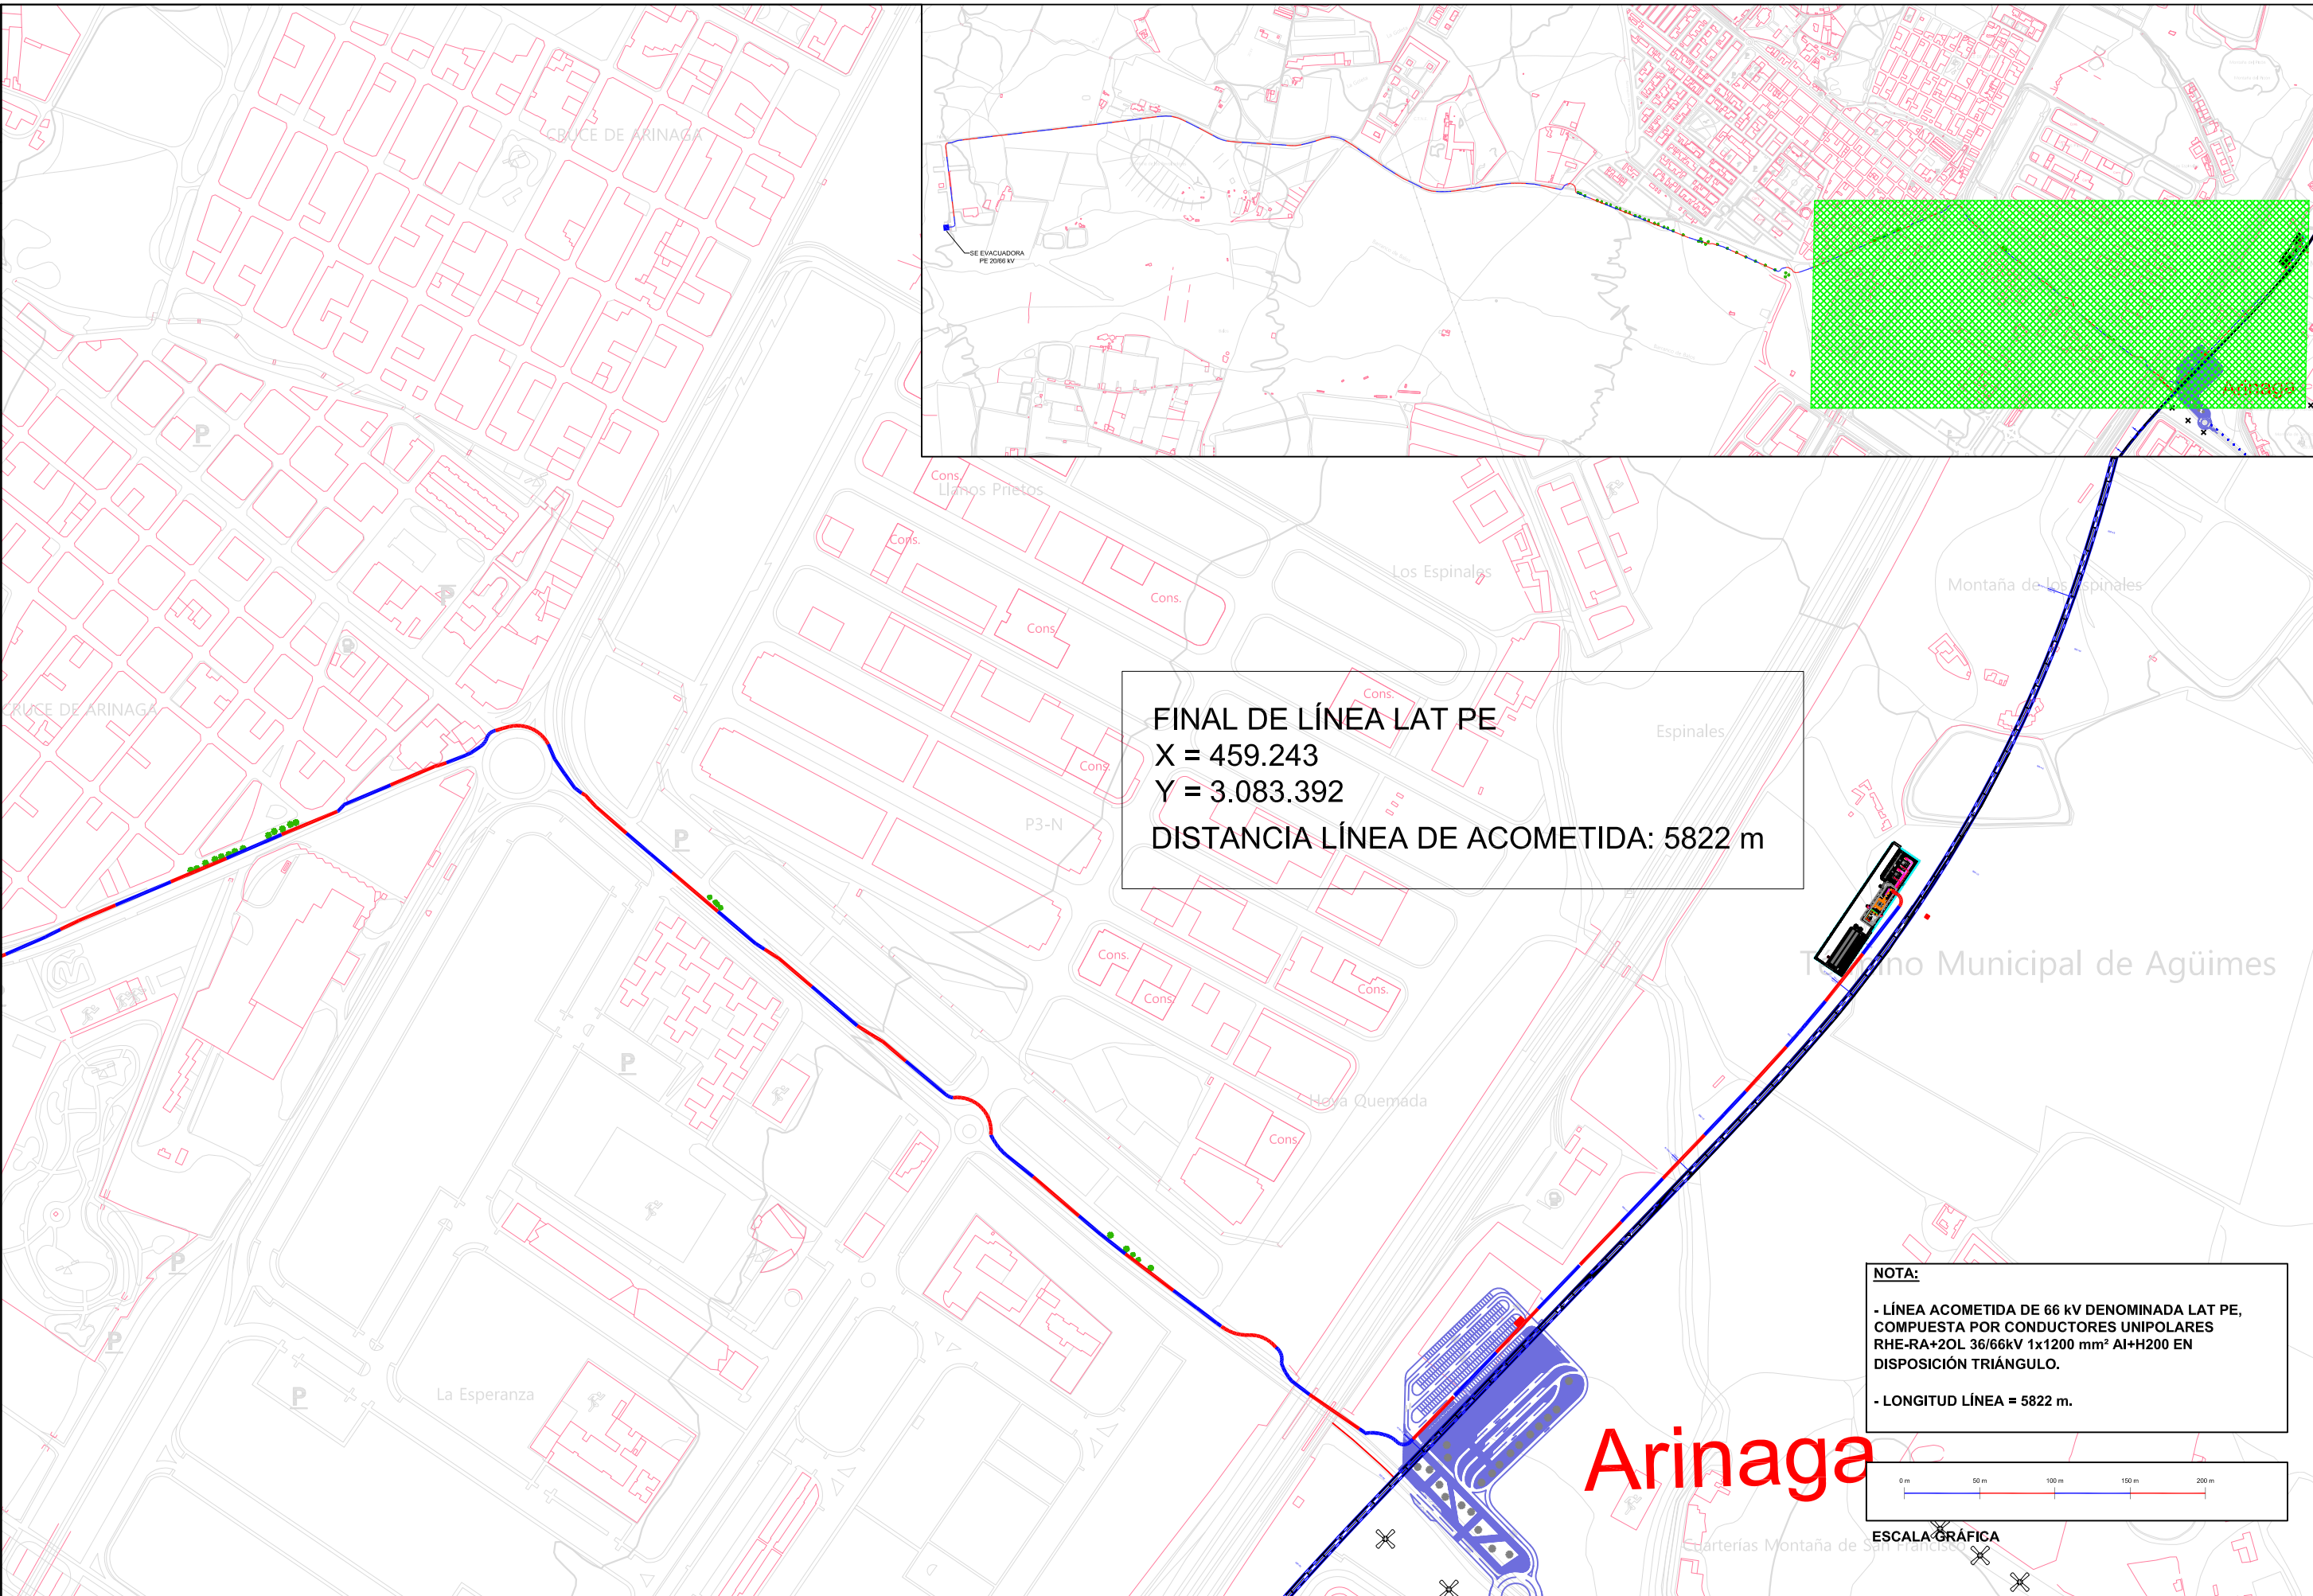 CRUCE DE ARINAGA
SE EVACUADORA
PE 20/66 kV
Arinaga
P
Cons.
Llanos Prietos
Cons.
Los Espinales
Montaña de los Espinales
Cons.
P
Cons.
P
CRUCE DE ARINAGA
Cons.
Espinales
Cons.
FINAL DE LÍNEA LAT PE
X = 459.243
Y = 3.083.392
DISTANCIA LÍNEA DE ACOMETIDA: 5822 m
P3-N
P
Cons.
Cons.
Cons.
Término Municipal de Agüimes
P
Hoya Quemada
Cons.
P
P
P
La Esperanza
Arinaga
NOTA:
- LÍNEA ACOMETIDA DE 66 kV DENOMINADA LAT PE,
COMPUESTA POR CONDUCTORES UNIPOLARES
RHE-RA+2OL 36/66kV 1x1200 mm² Al+H200 EN
DISPOSICIÓN TRIÁNGULO.
- LONGITUD LÍNEA = 5822 m.
0 m 50 m 100 m 150 m 200 m
ESCALA GRÁFICA
Cuarterías Montaña de San Francisco